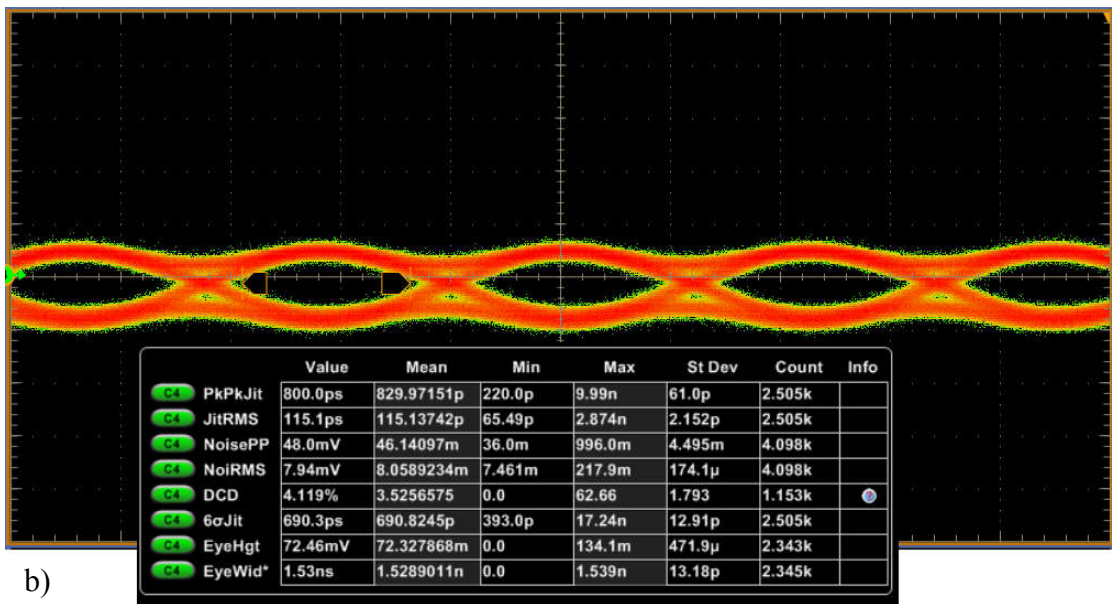 Value Mean Min Max St Dev Count Info
C4 PkPkJit 800.0ps 829.97151p 220.0p 9.99n 61.0p 2.505k
C4 JitRMS 115.1ps 115.13742p 65.49p 2.874n 2.152p 2.505k
C4 NoisePP 48.0mV 46.14097m 36.0m 996.0m 4.495m 4.098k
C4 NoiRMS 7.94mV 8.0589234m 7.461m 217.9m 174.1µ 4.098k
C4 DCD 4.119% 3.5256575 0.0 62.66 1.793 1.153k
C4 6σJit 690.3ps 690.8245p 393.0p 17.24n 12.91p 2.505k
C4 EyeHgt 72.46mV 72.327868m 0.0 134.1m 471.9µ 2.343k
C4 EyeWid* 1.53ns 1.5289011n 0.0 1.539n 13.18p 2.345k
b)